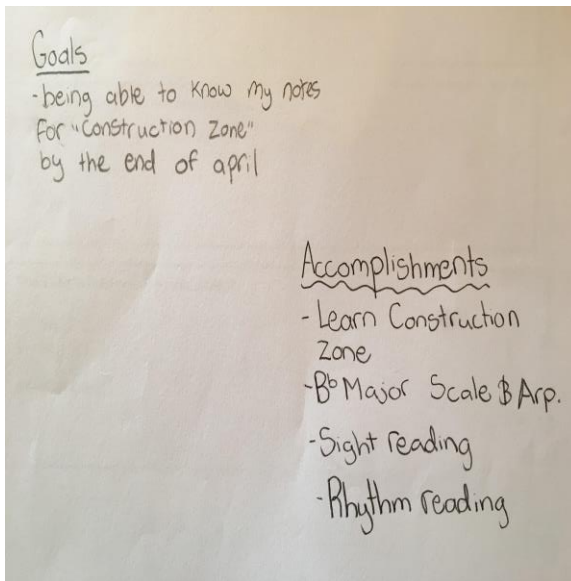 Goals
-being able to know my notes
for "Construction Zone"
by the end of april
Accomplishments
- Learn Construction
Zone
-Bb Major Scale & Arp.
-Sight reading
-Rhythm reading